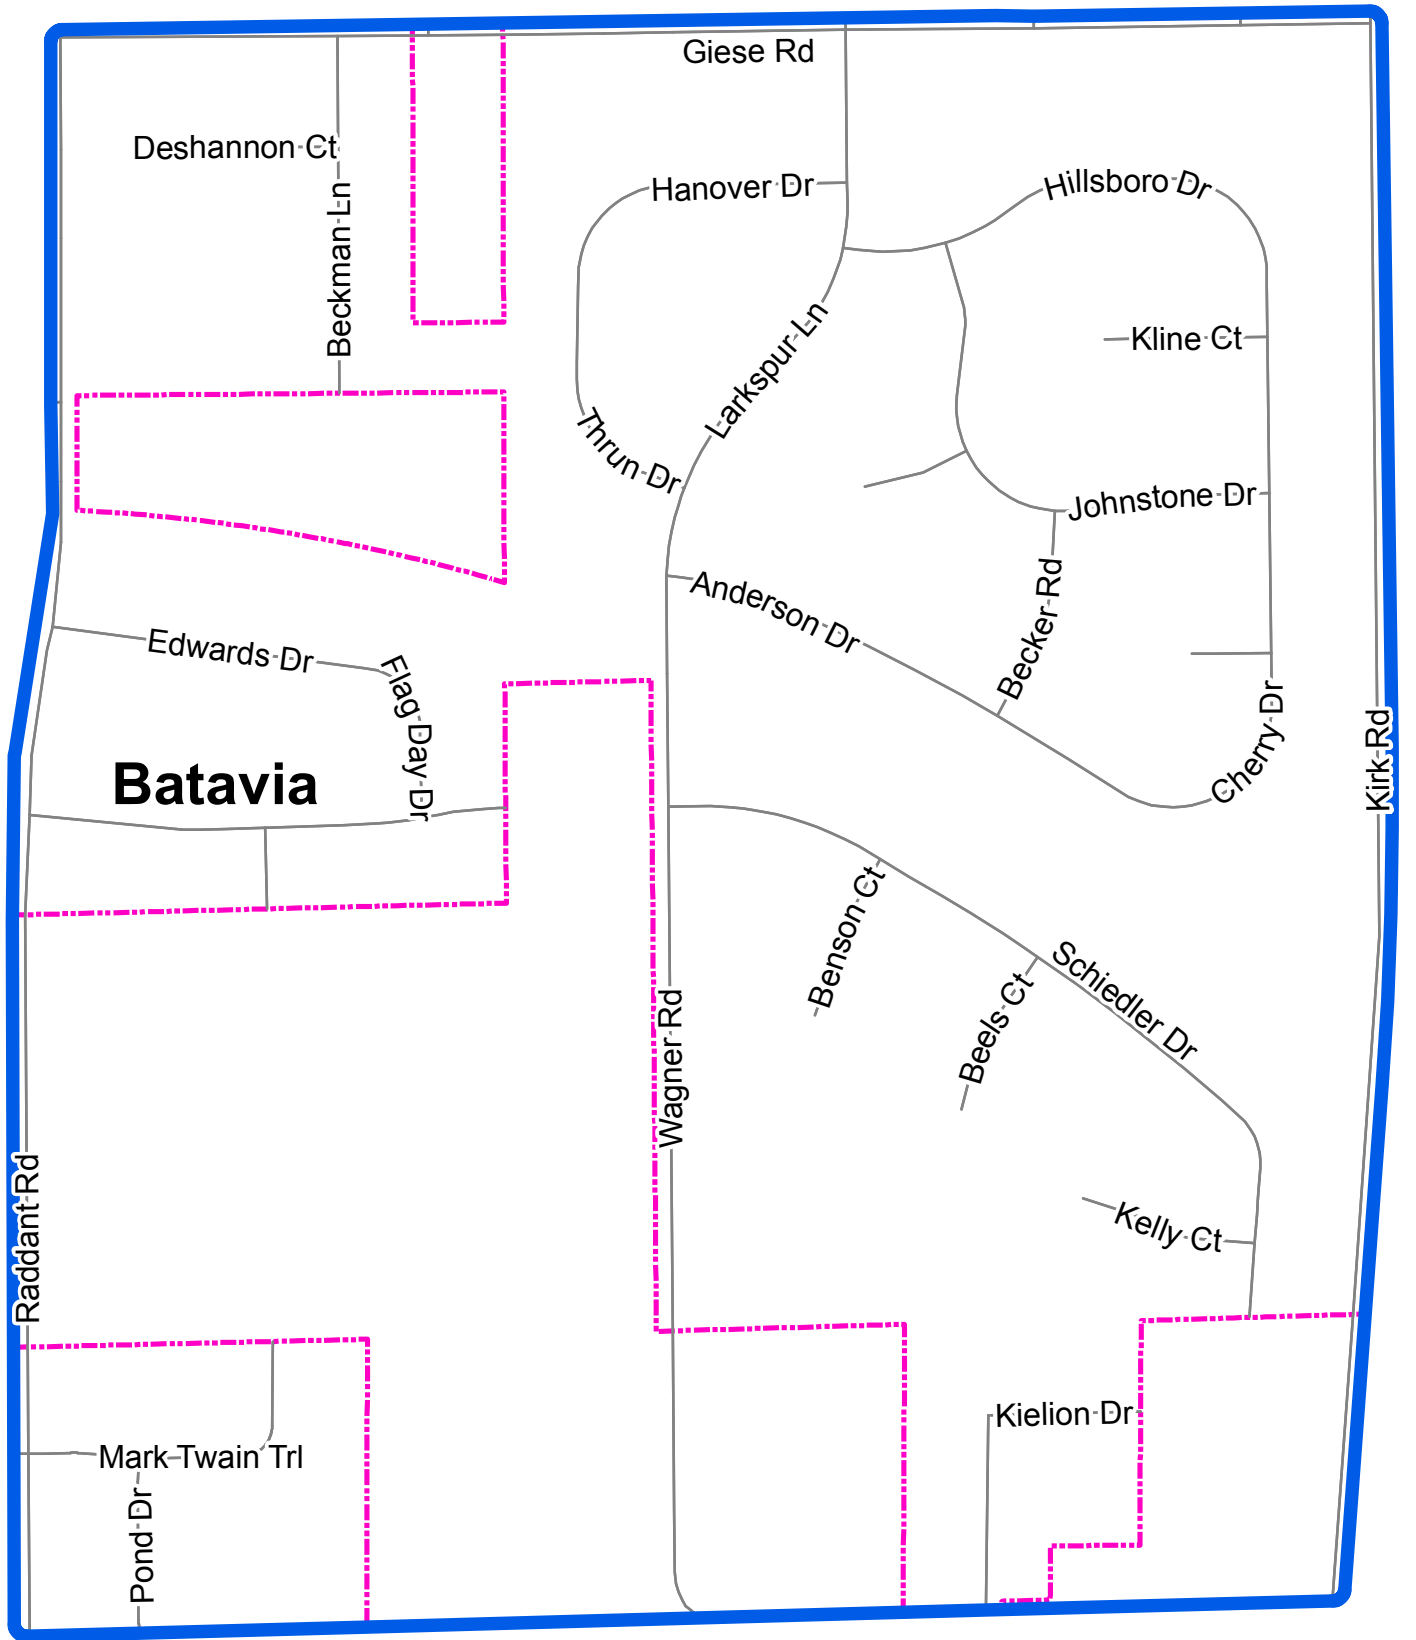 Giese Rd
Deshannon Ct
Hanover Dr
Hillsboro Dr
Beckman Ln
Kline Ct
Larkspur Ln
Thrun Dr
Johnstone Dr
Anderson Dr
Becker Rd
Edwards Dr
Flag Day Dr
Cherry Dr
Kirk Rd
Batavia
Benson Ct
Schiedler Dr
Beels Ct
Wagner Rd
Raddant Rd
Kelly Ct
Kielion Dr
Mark Twain Trl
Pond Dr